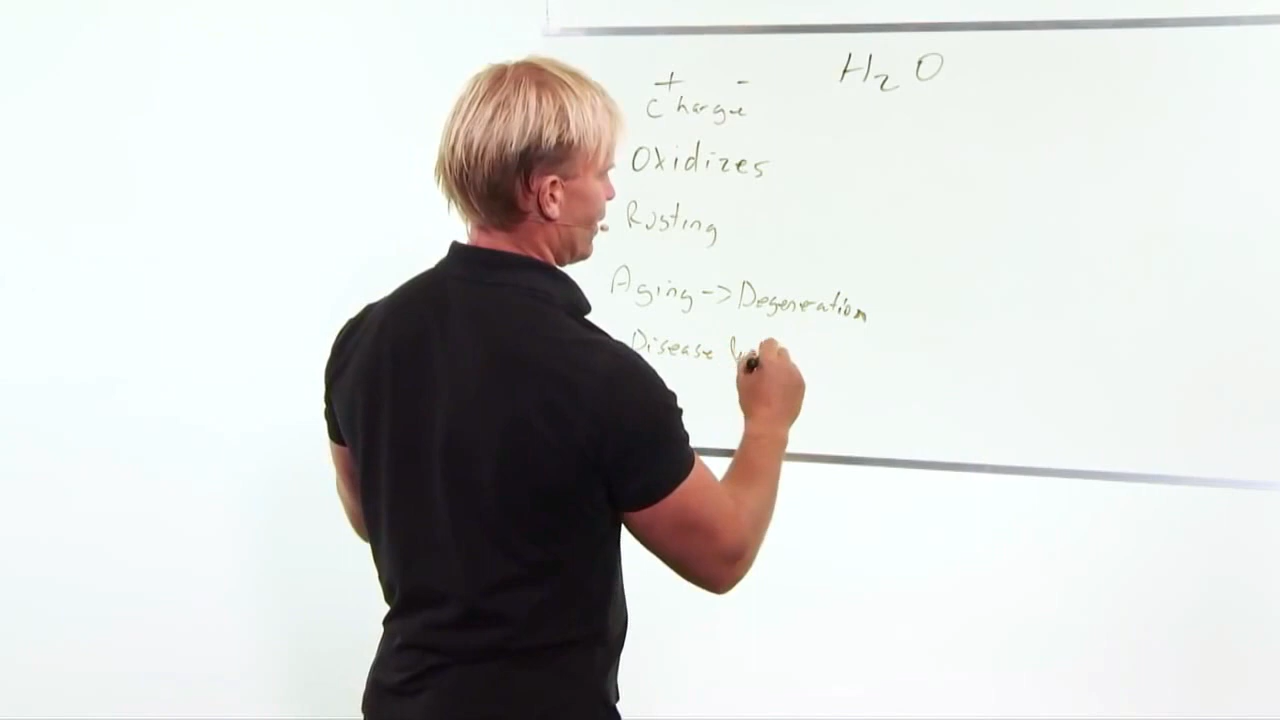 + -
Charge
H2O
Oxidizes
Rusting
Aging -> Degeneration
Disease